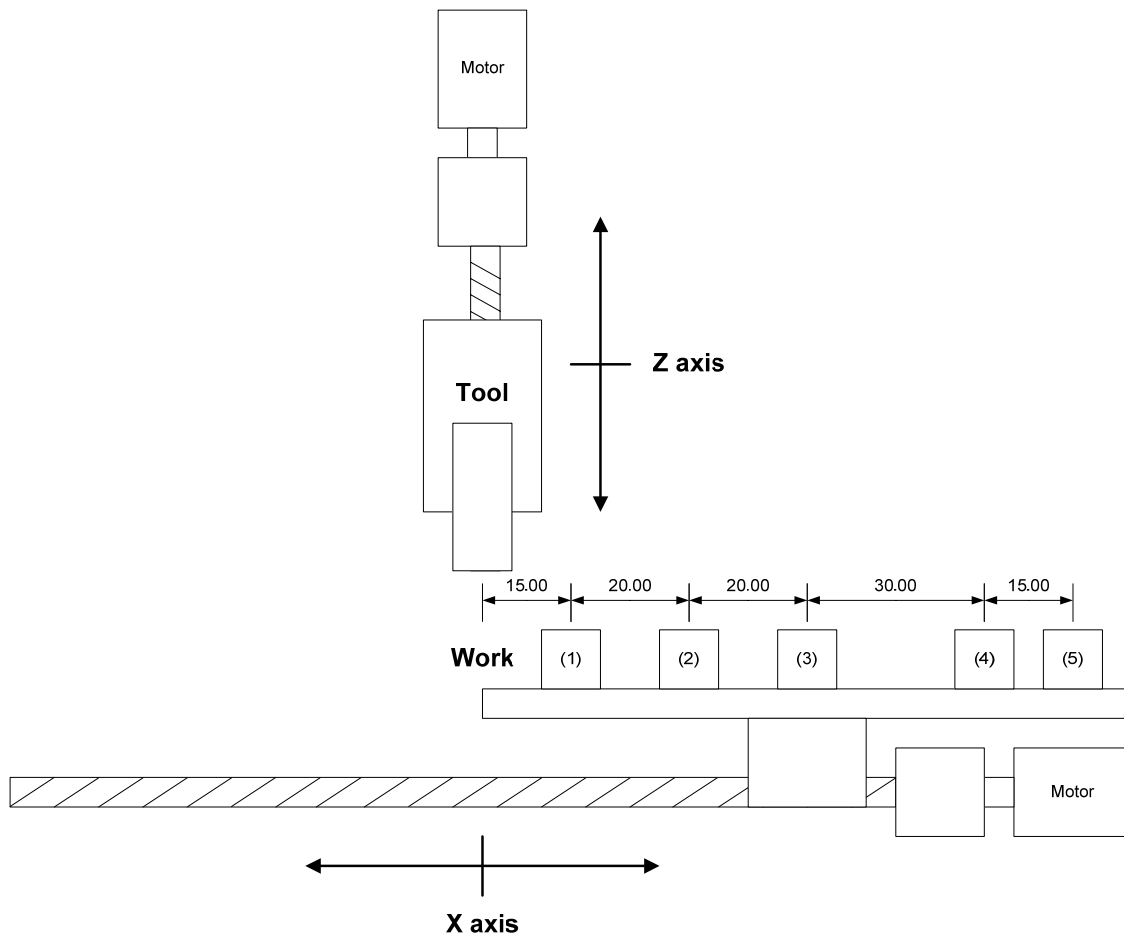 Motor
Z axis
Tool
15.00 20.00 20.00 30.00 15.00
Work (1) (2) (3) (4) (5)
Motor
X axis